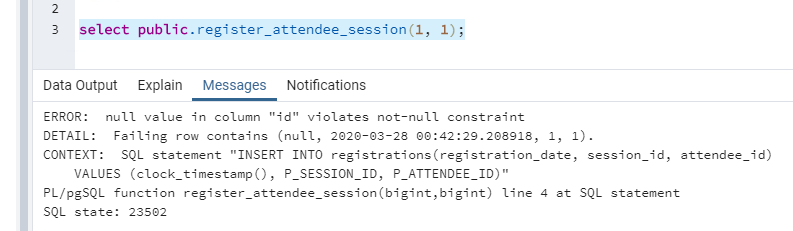 2
3 select public.register_attendee_session(1, 1);
Data Output Explain Messages Notifications
ERROR:  null value in column "id" violates not-null constraint
DETAIL:  Failing row contains (null, 2020-03-28 00:42:29.208918, 1, 1).
CONTEXT:  SQL statement "INSERT INTO registrations(registration_date, session_id, attendee_id)
    VALUES (clock_timestamp(), P_SESSION_ID, P_ATTENDEE_ID)"
PL/pgSQL function register_attendee_session(bigint,bigint) line 4 at SQL statement
SQL state: 23502